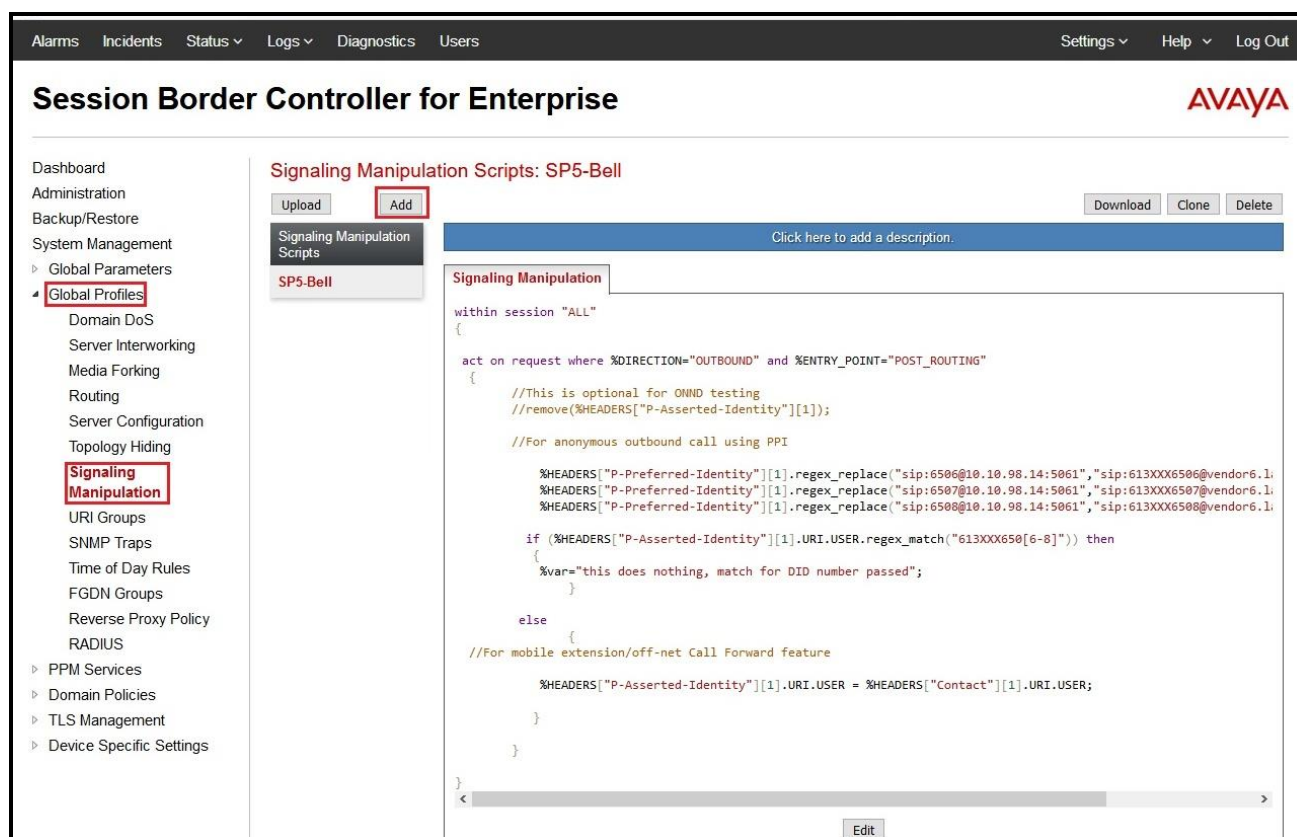 Alarms Incidents Status Logs Diagnostics Users Settings Help Log Out
Session Border Controller for Enterprise
AVAYA
Dashboard
Administration
Backup/Restore
System Management
Global Parameters
Global Profiles
Domain DoS
Server Interworking
Media Forking
Routing
Server Configuration
Topology Hiding
Signaling
Manipulation
URI Groups
SNMP Traps
Time of Day Rules
FGDN Groups
Reverse Proxy Policy
RADIUS
PPM Services
Domain Policies
TLS Management
Device Specific Settings
Signaling Manipulation Scripts: SP5-Bell
Upload Add Download Clone Delete
Signaling Manipulation
Scripts
SP5-Bell
Click here to add a description.
Signaling Manipulation
within session "ALL"
{
act on request where %DIRECTION="OUTBOUND" and %ENTRY_POINT="POST_ROUTING"
{
//This is optional for ONND testing
//remove(%HEADERS["P-Asserted-Identity"][1]);
//For anonymous outbound call using PPI
%HEADERS["P-Preferred-Identity"][1].regex_replace("sip:6506@10.10.98.14:5061","sip:613XXX6506@vendor6.l
%HEADERS["P-Preferred-Identity"][1].regex_replace("sip:6507@10.10.98.14:5061","sip:613XXX6507@vendor6.l
%HEADERS["P-Preferred-Identity"][1].regex_replace("sip:6508@10.10.98.14:5061","sip:613XXX6508@vendor6.l
if (%HEADERS["P-Asserted-Identity"][1].URI.USER.regex_match("613XXX650[6-8]")) then
{
%var="this does nothing, match for DID number passed";
}
else
{
//For mobile extension/off-net Call Forward feature
%HEADERS["P-Asserted-Identity"][1].URI.USER = %HEADERS["Contact"][1].URI.USER;
}
}
}
Edit